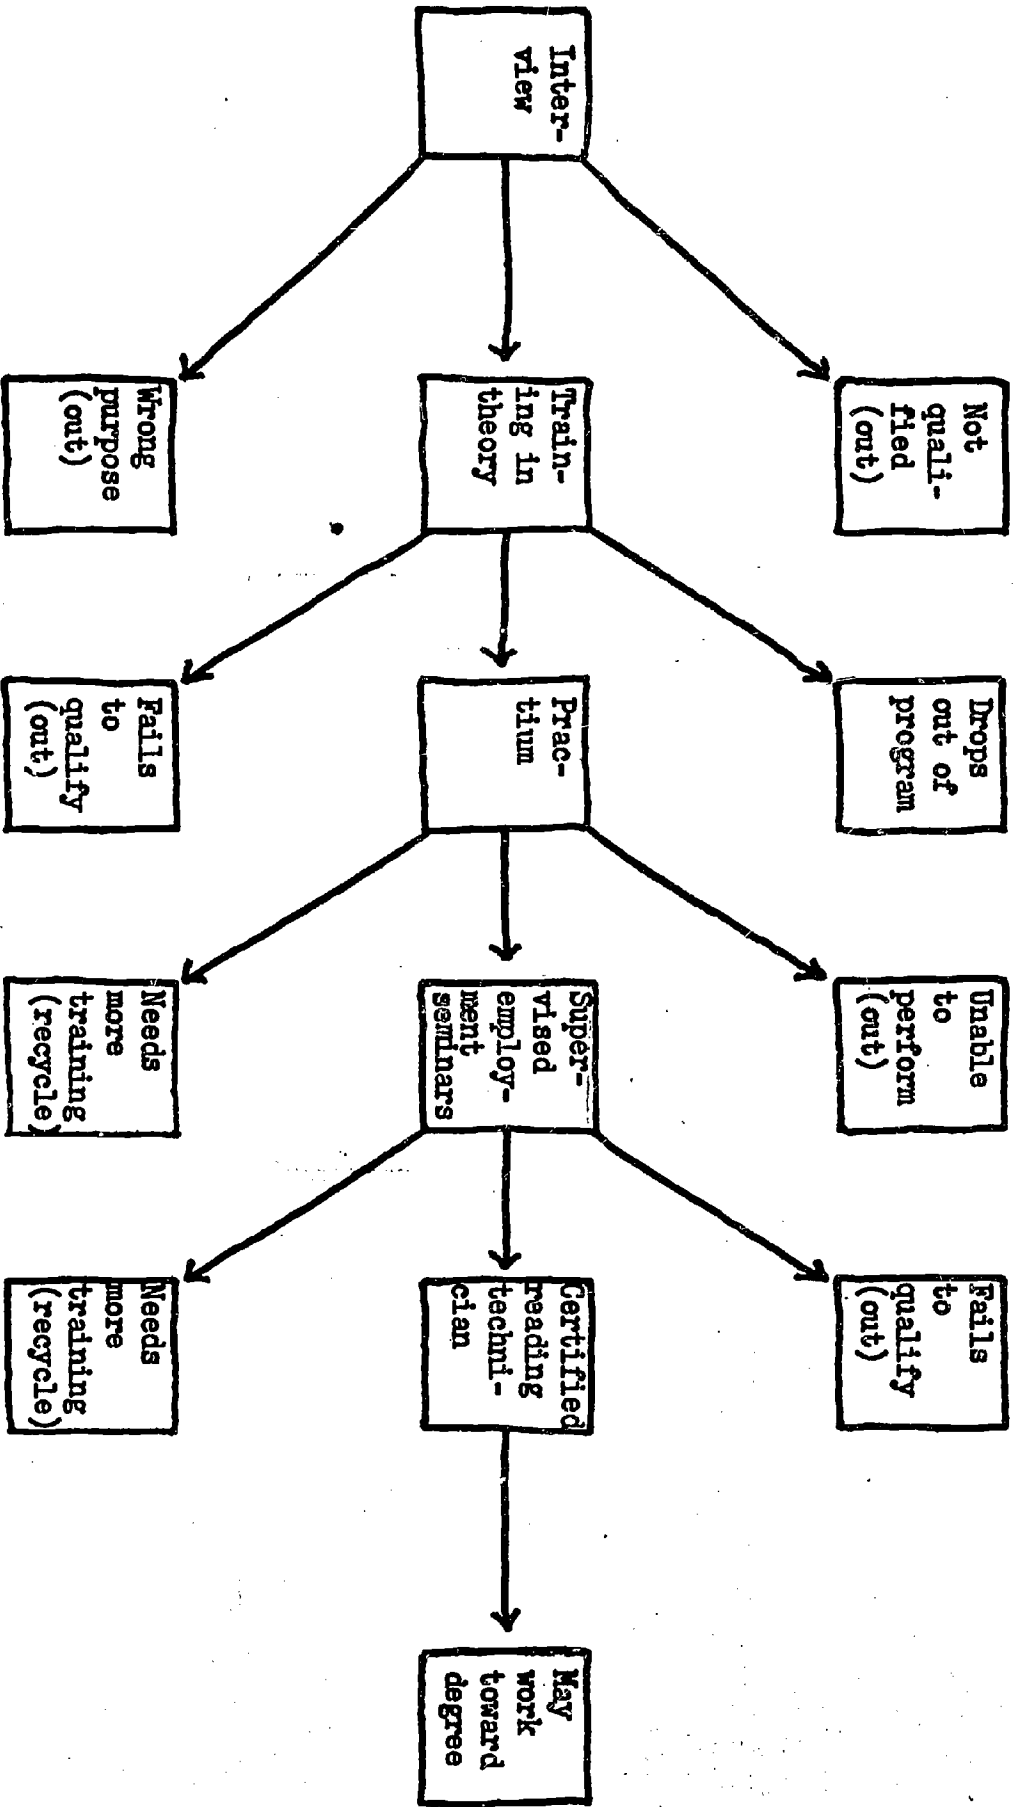 Not
quali-
fied
(out)
Drops
out of
program
Unable
to
perform
(out)
Fails
to
qualify
(out)
Inter-
view
Train-
ing in
theory
Prac-
tium
Super-
vised
employ-
ment
seminars
Certified
reading
techni-
cian
May
work
toward
degree
Wrong
purpose
(out)
Fails
to
qualify
(out)
Needs
more
training
(recycle)
Needs
more
training
(recycle)